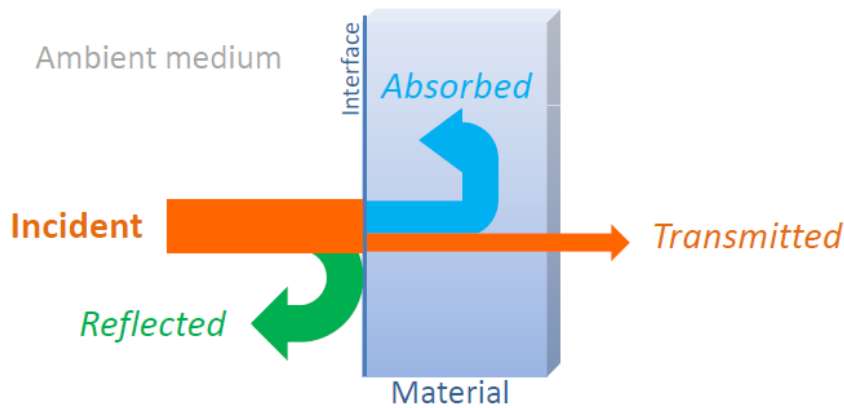 Ambient medium
Interface
Absorbed
Incident
Transmitted
Reflected
Material